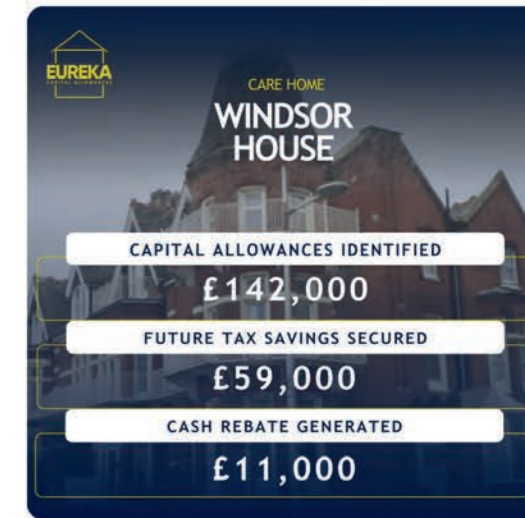 EUREKA
CAPITAL ALLOWANCES
CARE HOME
WINDSOR
HOUSE
CAPITAL ALLOWANCES IDENTIFIED
£142,000
FUTURE TAX SAVINGS SECURED
£59,000
CASH REBATE GENERATED
£11,000